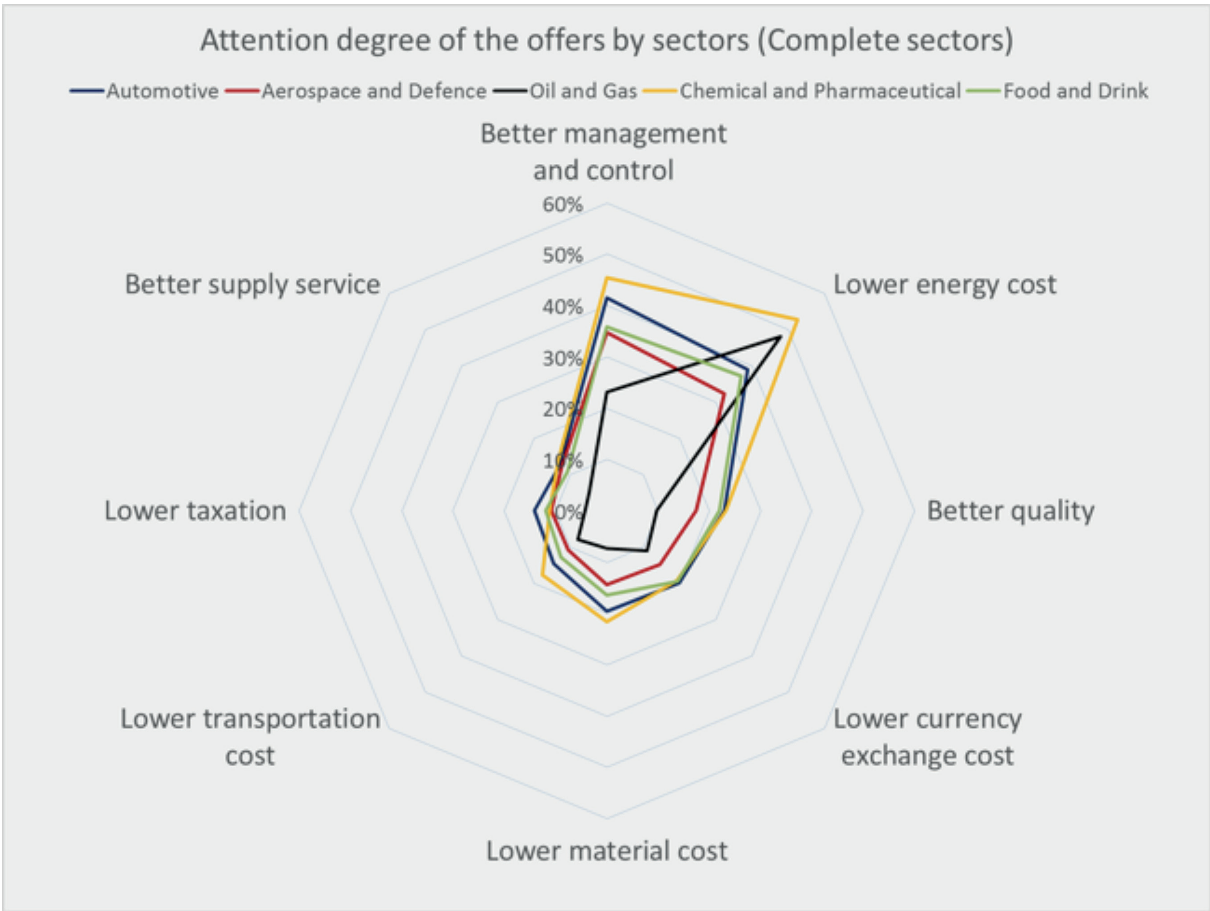 Attention degree of the offers by sectors (Complete sectors)
Automotive Aerospace and Defence Oil and Gas Chemical and Pharmaceutical Food and Drink
Better management
and control
60%
50%
40%
30%
20%
10%
0%
Better supply service
Lower energy cost
Lower taxation
Better quality
Lower transportation
cost
Lower currency
exchange cost
Lower material cost